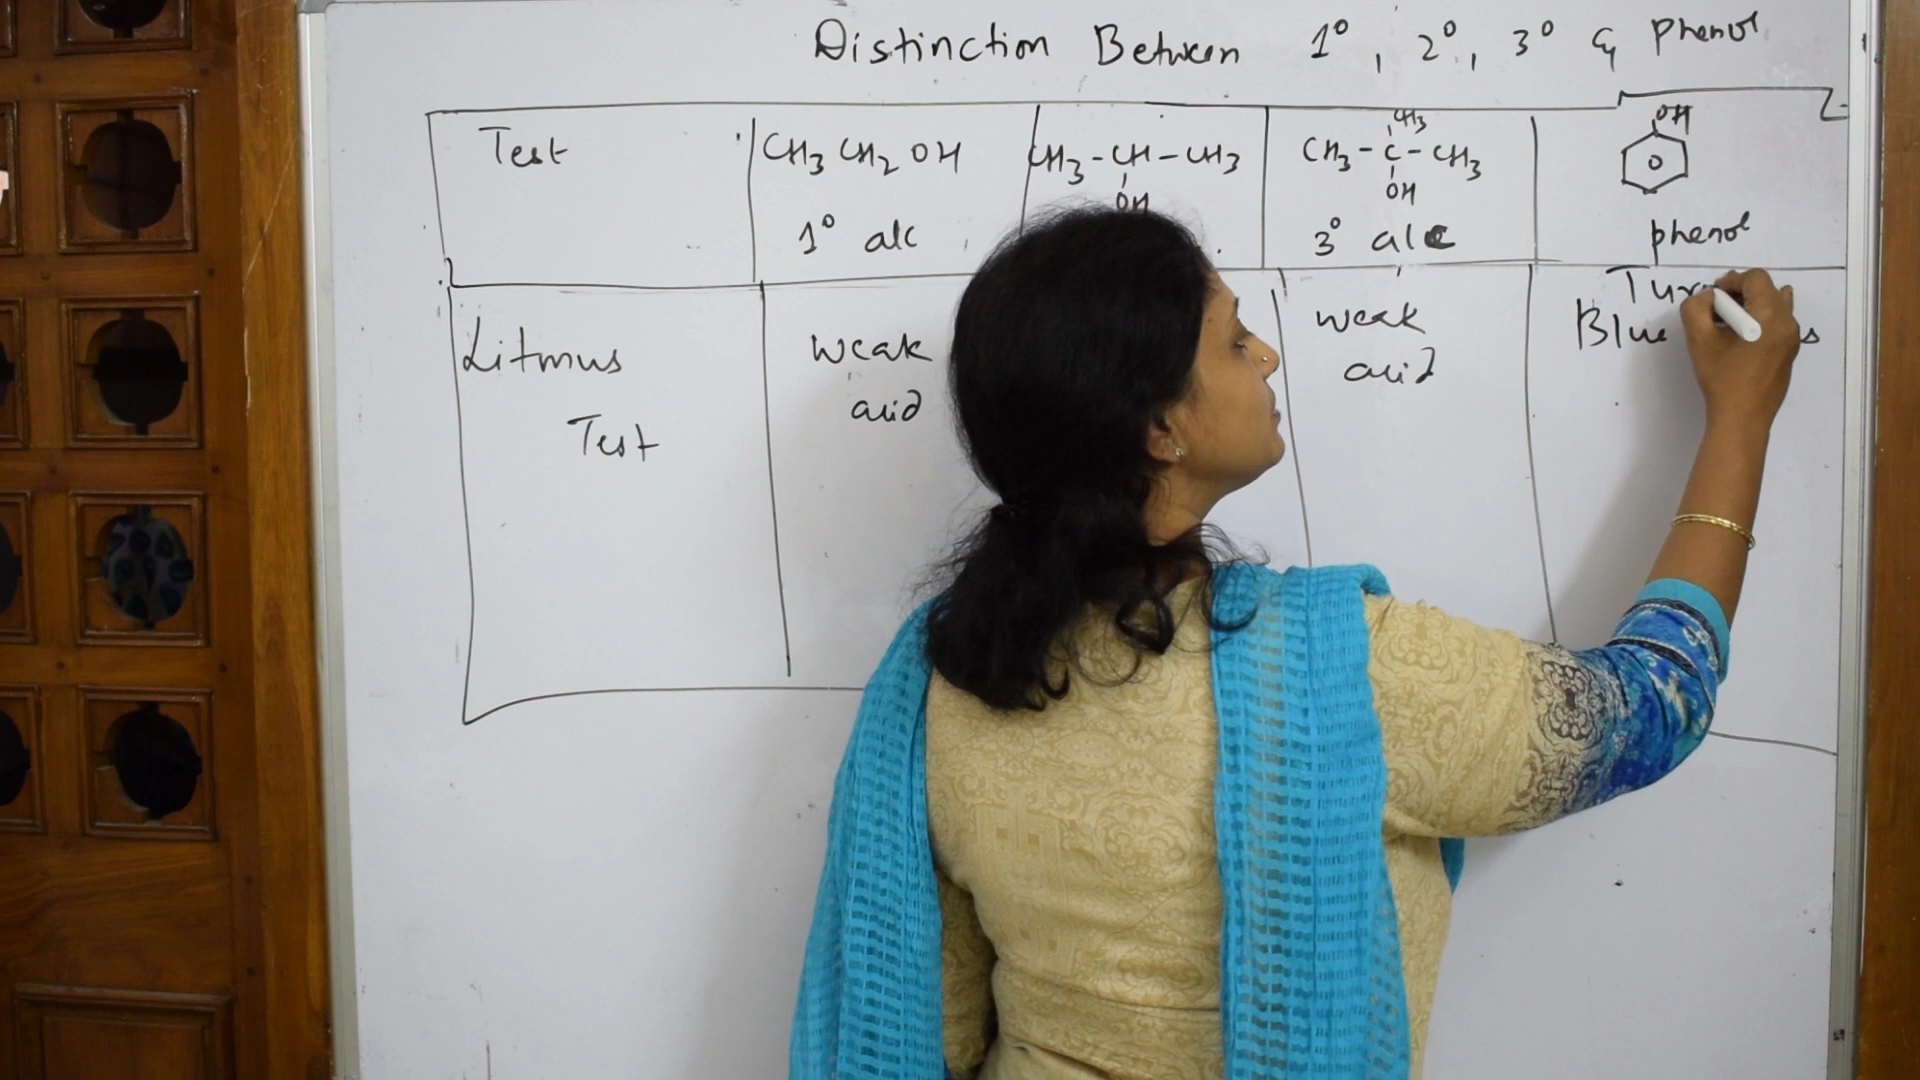 Distinction Between 1°, 2°, 3° & phenol
Test
CH3 CH2 OH
1° alc
CH3-CH-CH3
OH
CH3
CH3-C-CH3
OH
3° alc
OH
phenol
Litmus
Test
weak
acid
weak
acid
Blue